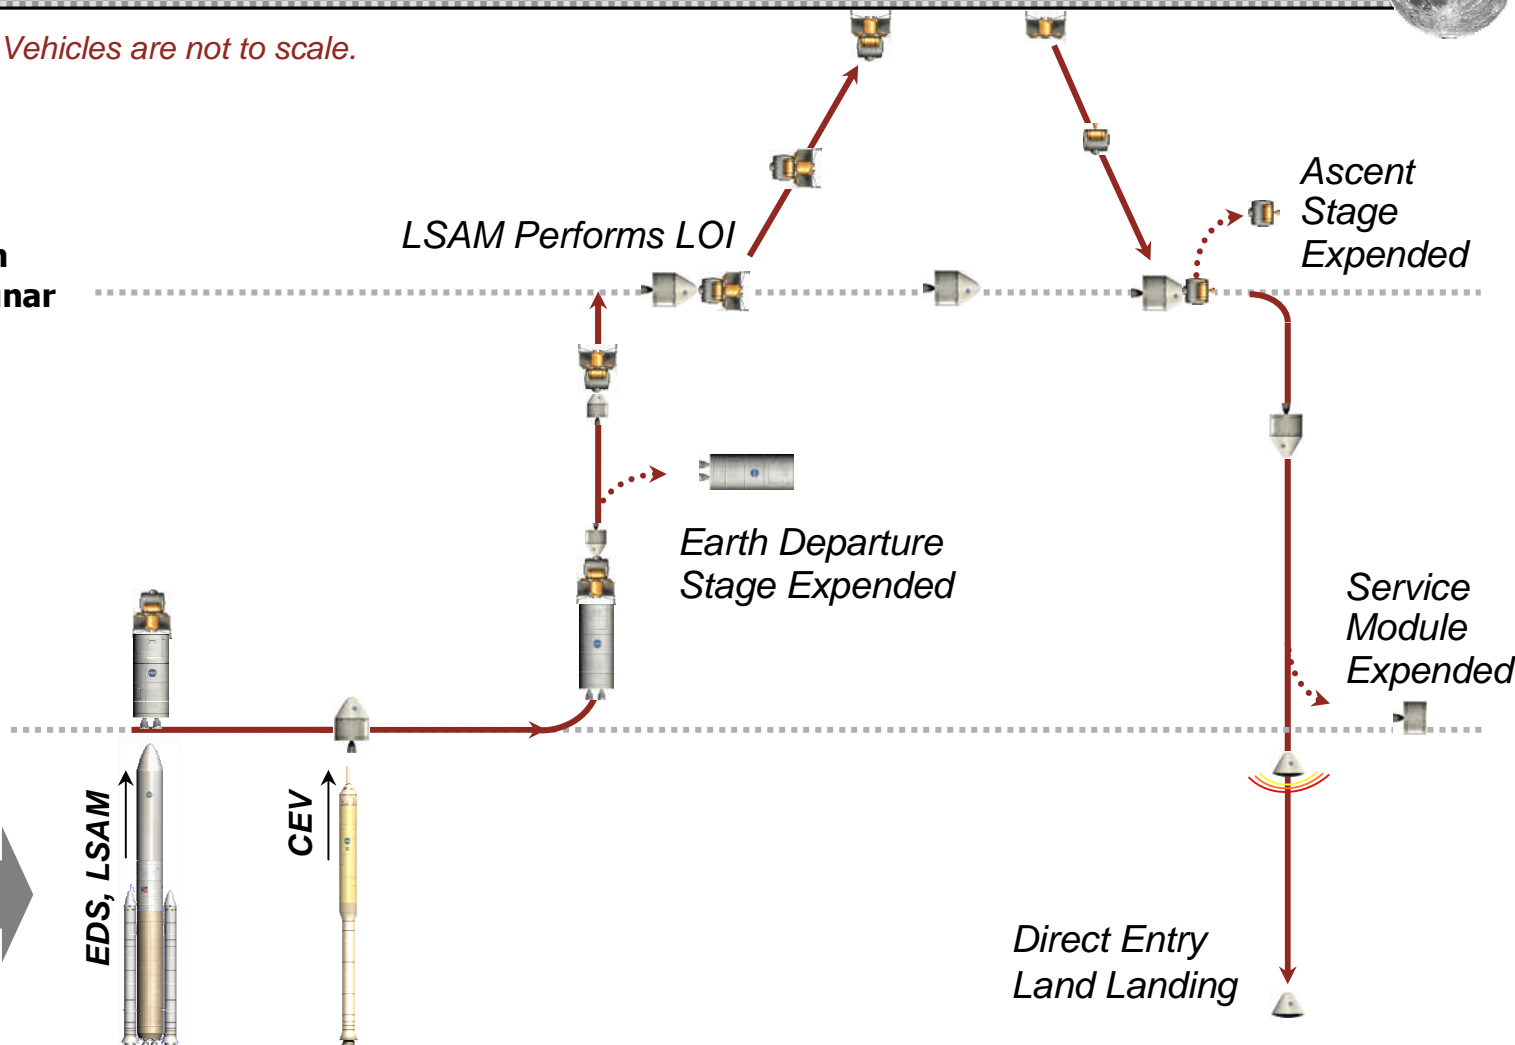 Vehicles are not to scale.
Ascent
Stage
Expended
LSAM Performs LOI
Earth Departure
Stage Expended
Service
Module
Expended
EDS, LSAM
CEV
Direct Entry
Land Landing